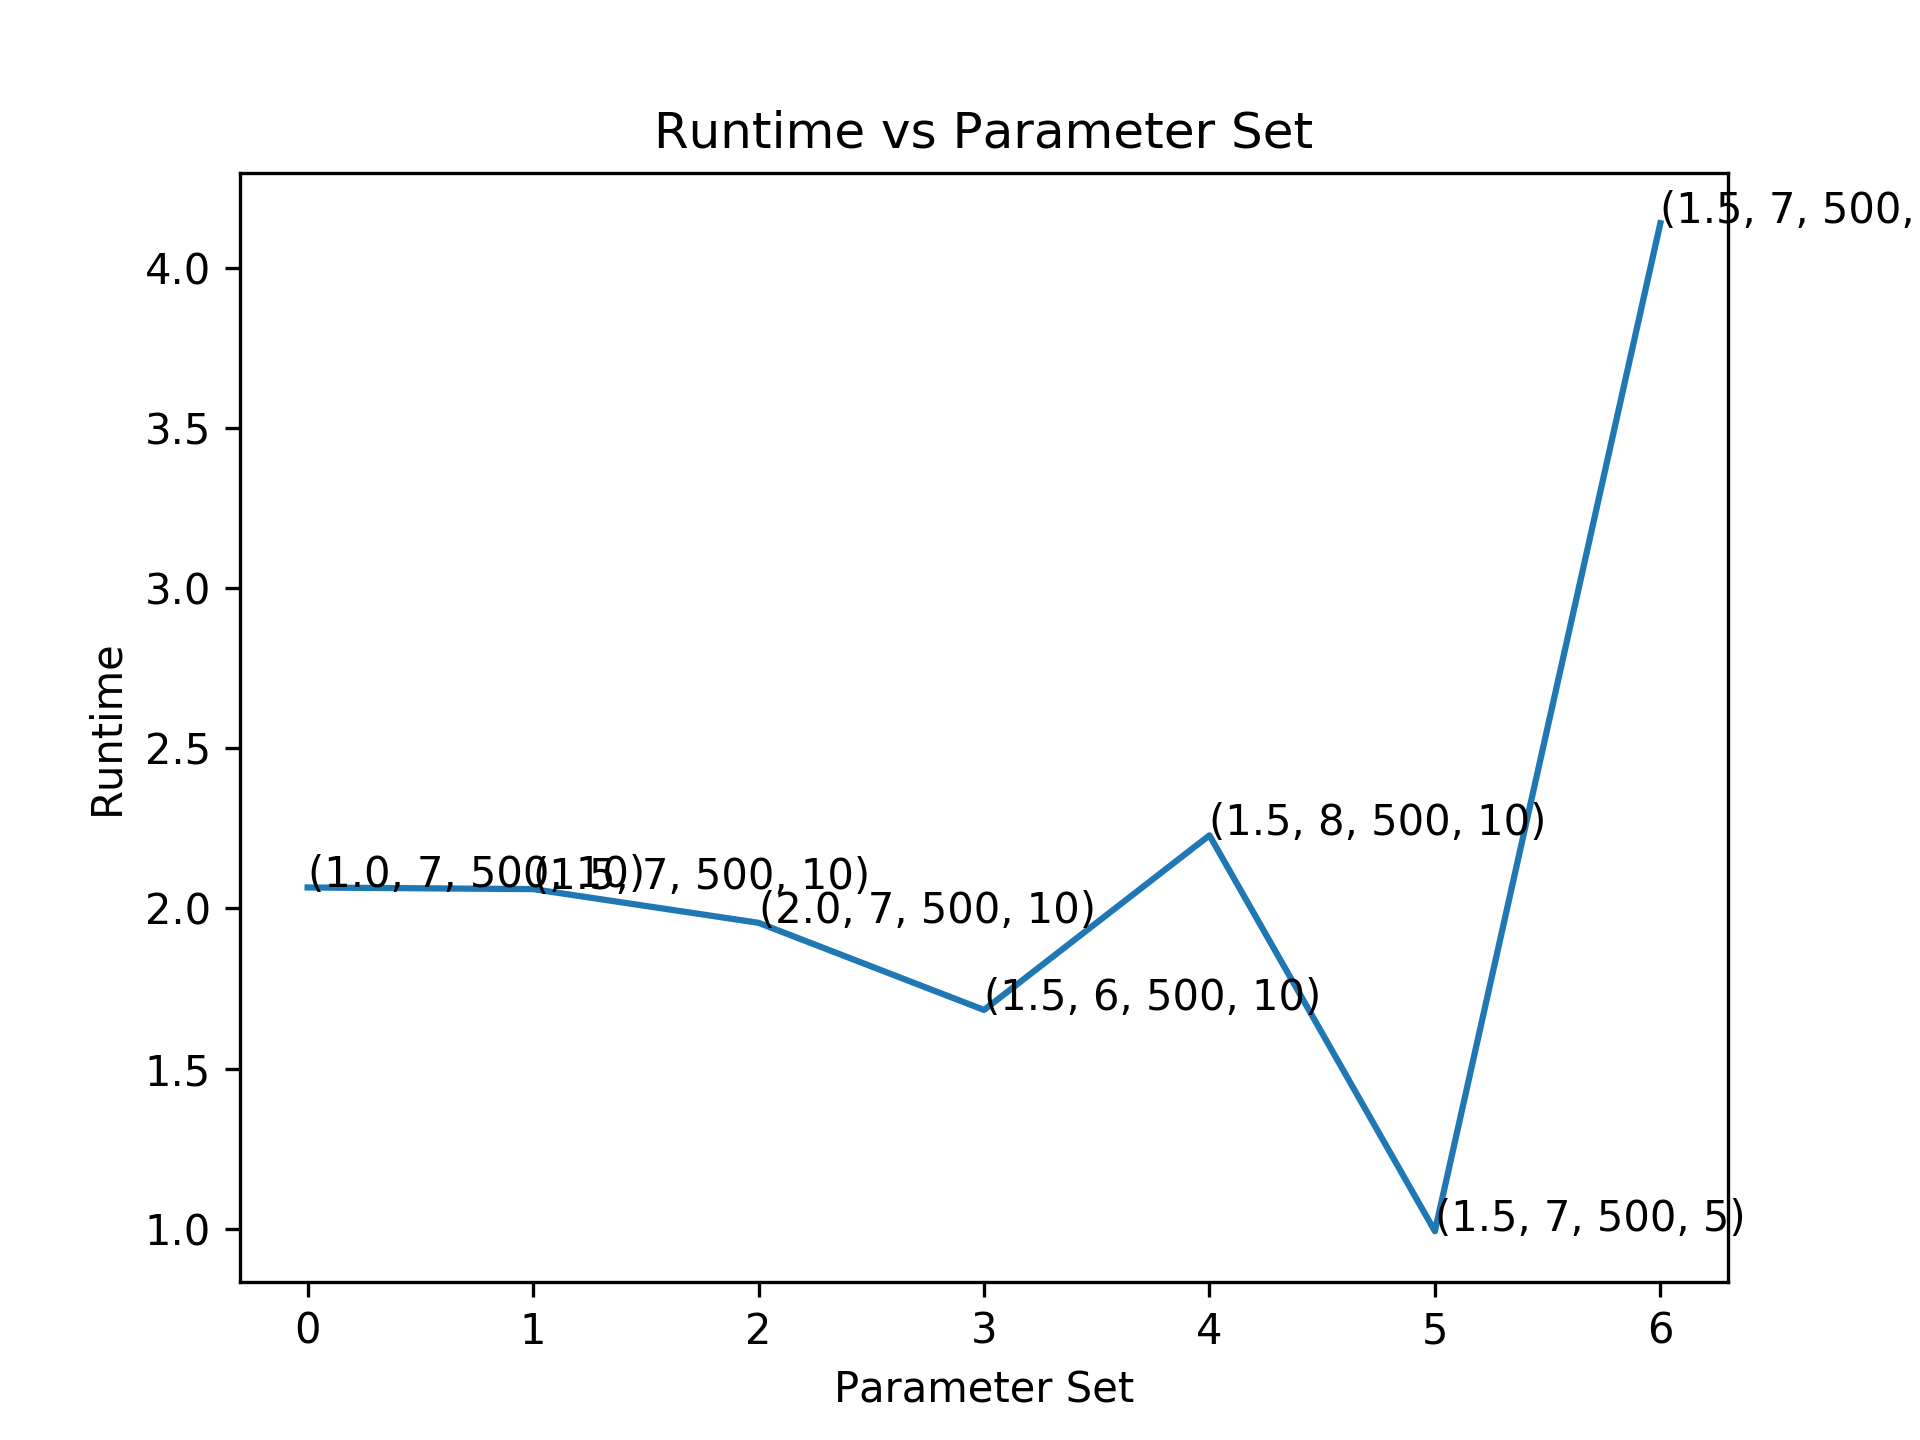 Runtime vs Parameter Set
(1.5, 7, 500,
4.0
3.5
3.0
2.5
2.0
1.5
1.0
Runtime
(1.5, 8, 500, 10)
(1.0, 7, 500, 10)
(1.5, 7, 500, 10)
(2.0, 7, 500, 10)
(1.5, 6, 500, 10)
(1.5, 7, 500, 5)
0 1 2 3 4 5 6
Parameter Set